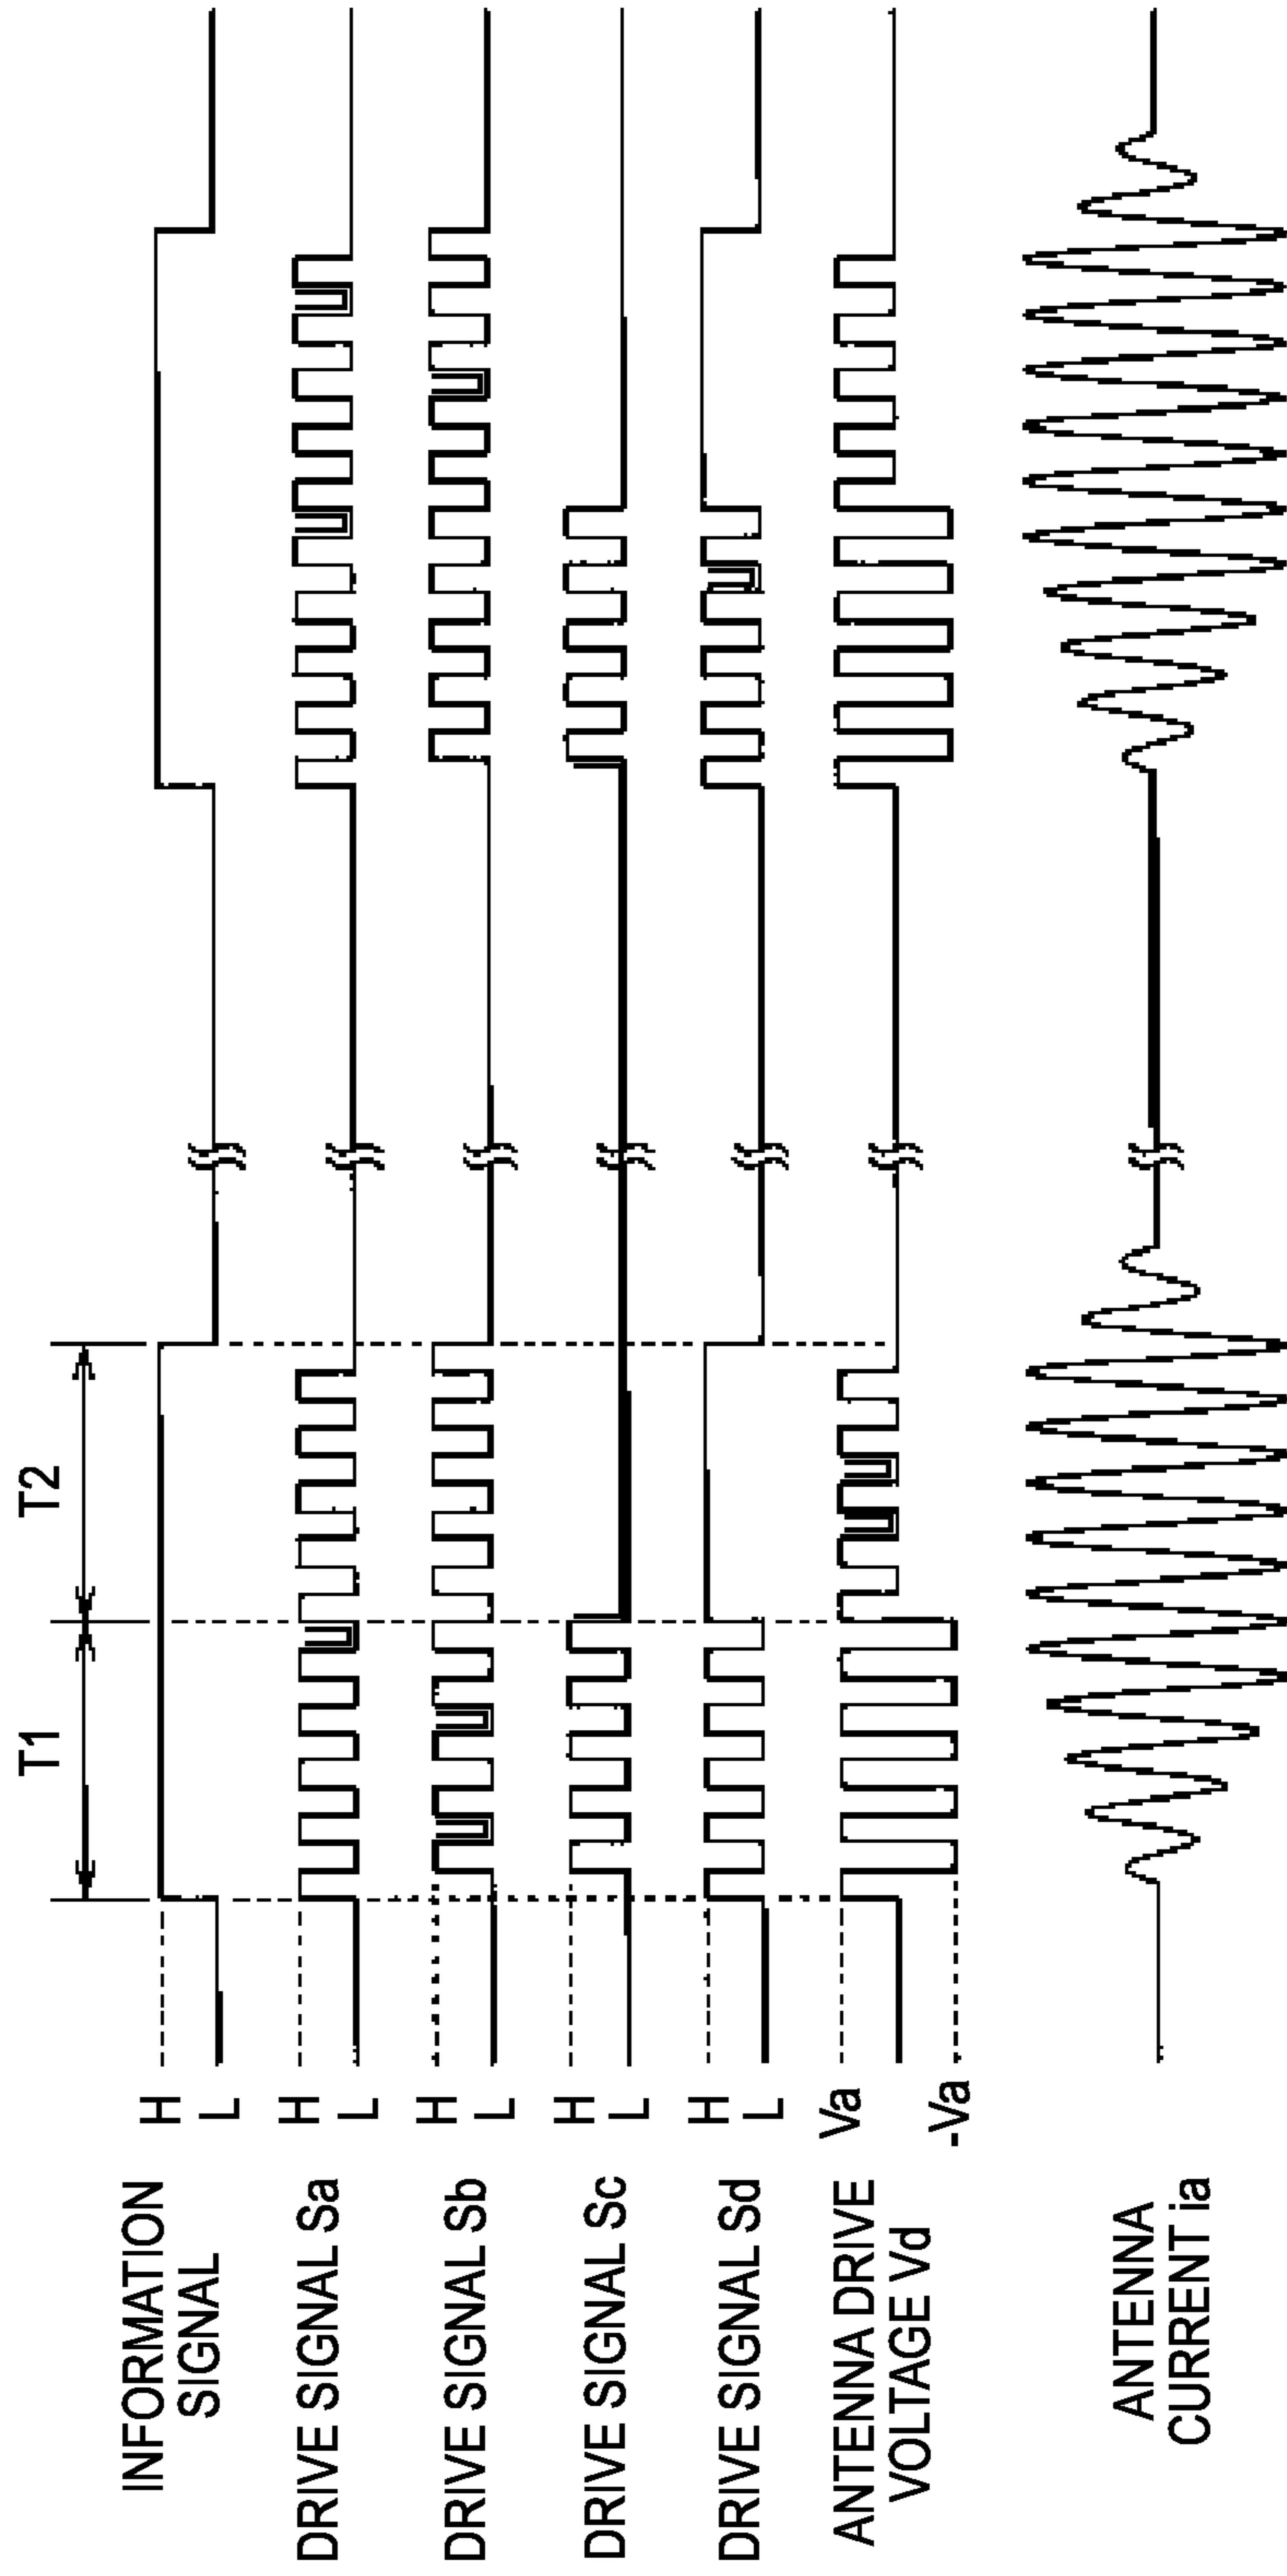 T1
T2
INFORMATION
SIGNAL
H
L
DRIVE SIGNAL Sa
H
L
DRIVE SIGNAL Sb
H
L
DRIVE SIGNAL Sc
H
L
DRIVE SIGNAL Sd
H
L
ANTENNA DRIVE
VOLTAGE Vd
Va
-Va
ANTENNA
CURRENT ia